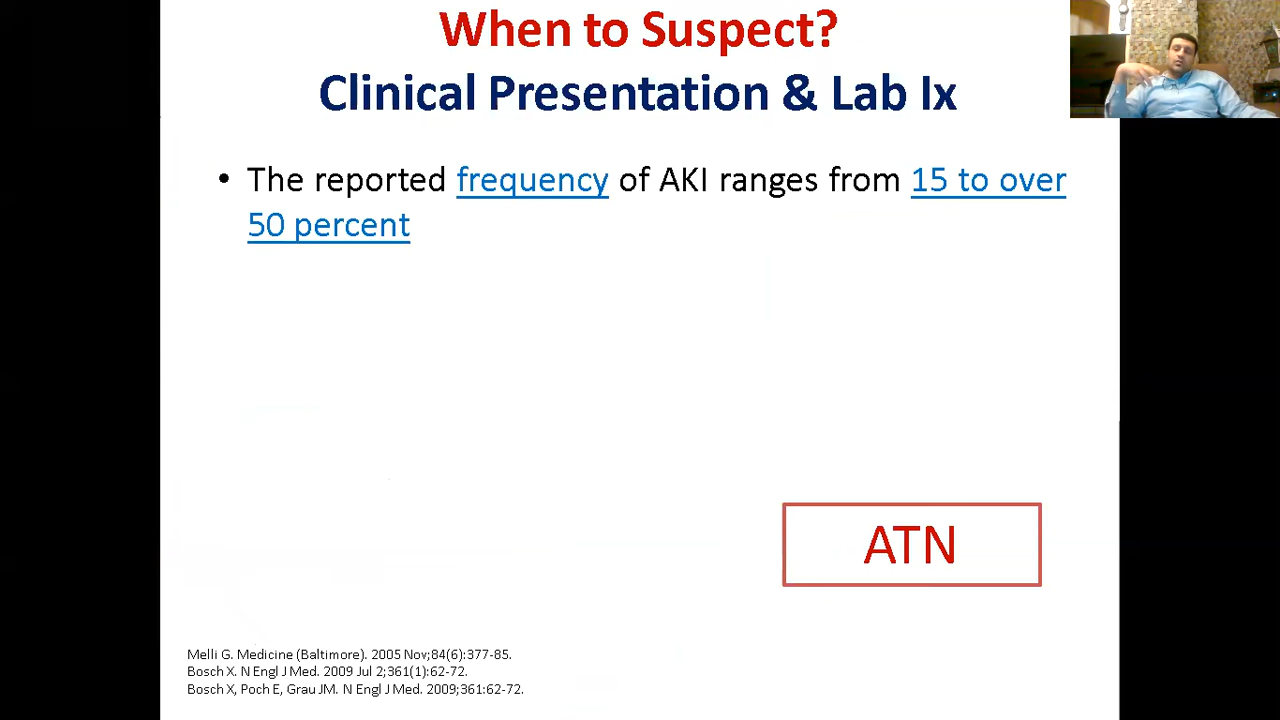 When to Suspect?
Clinical Presentation & Lab Ix
• The reported frequency of AKI ranges from 15 to over
50 percent
ATN
Melli G. Medicine (Baltimore). 2005 Nov;84(6):377-85.
Bosch X. N Engl J Med. 2009 Jul 2;361(1):62-72.
Bosch X, Poch E, Grau JM. N Engl J Med. 2009;361:62-72.